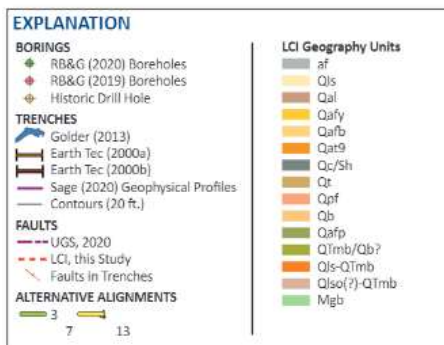 EXPLANATION
BORINGS
RB&G (2020) Boreholes
RB&G (2019) Boreholes
Historic Drill Hole
TRENCHES
Golder (2013)
Earth Tec (2000a)
Earth Tec (2000b)
Sage (2020) Geophysical Profiles
Contours (20 ft.)
FAULTS
UGS, 2020
LCI, this Study
Faults in Trenches
ALTERNATIVE ALIGNMENTS
3 4
7 13
LCI Geography Units
af
Qls
Qal
Qafy
Qafb
Qat9
Qc/Sh
Qt
Qpf
Qb
Qafp
QTmb/Qb?
Qls-QTmb
Qlso(?)-QTmb
Mgb